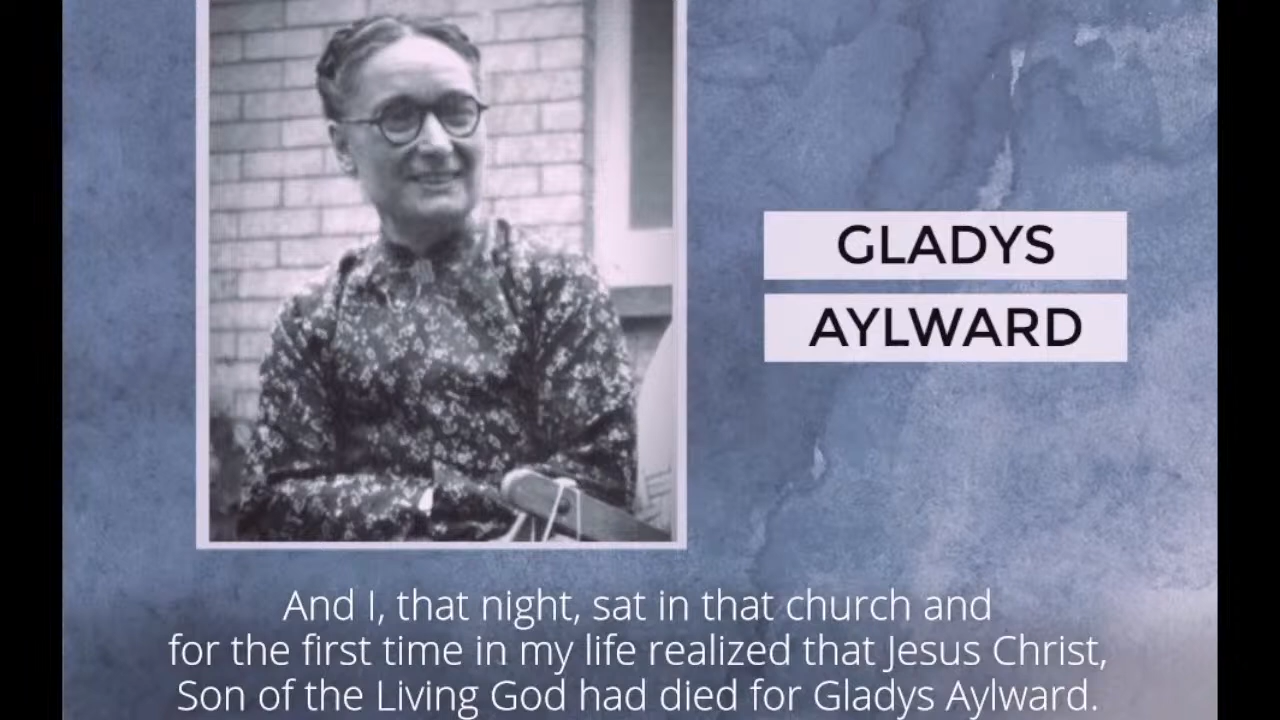 GLADYS
AYLWARD
And I, that night, sat in that church and
for the first time in my life realized that Jesus Christ,
Son of the Living God had died for Gladys Aylward.